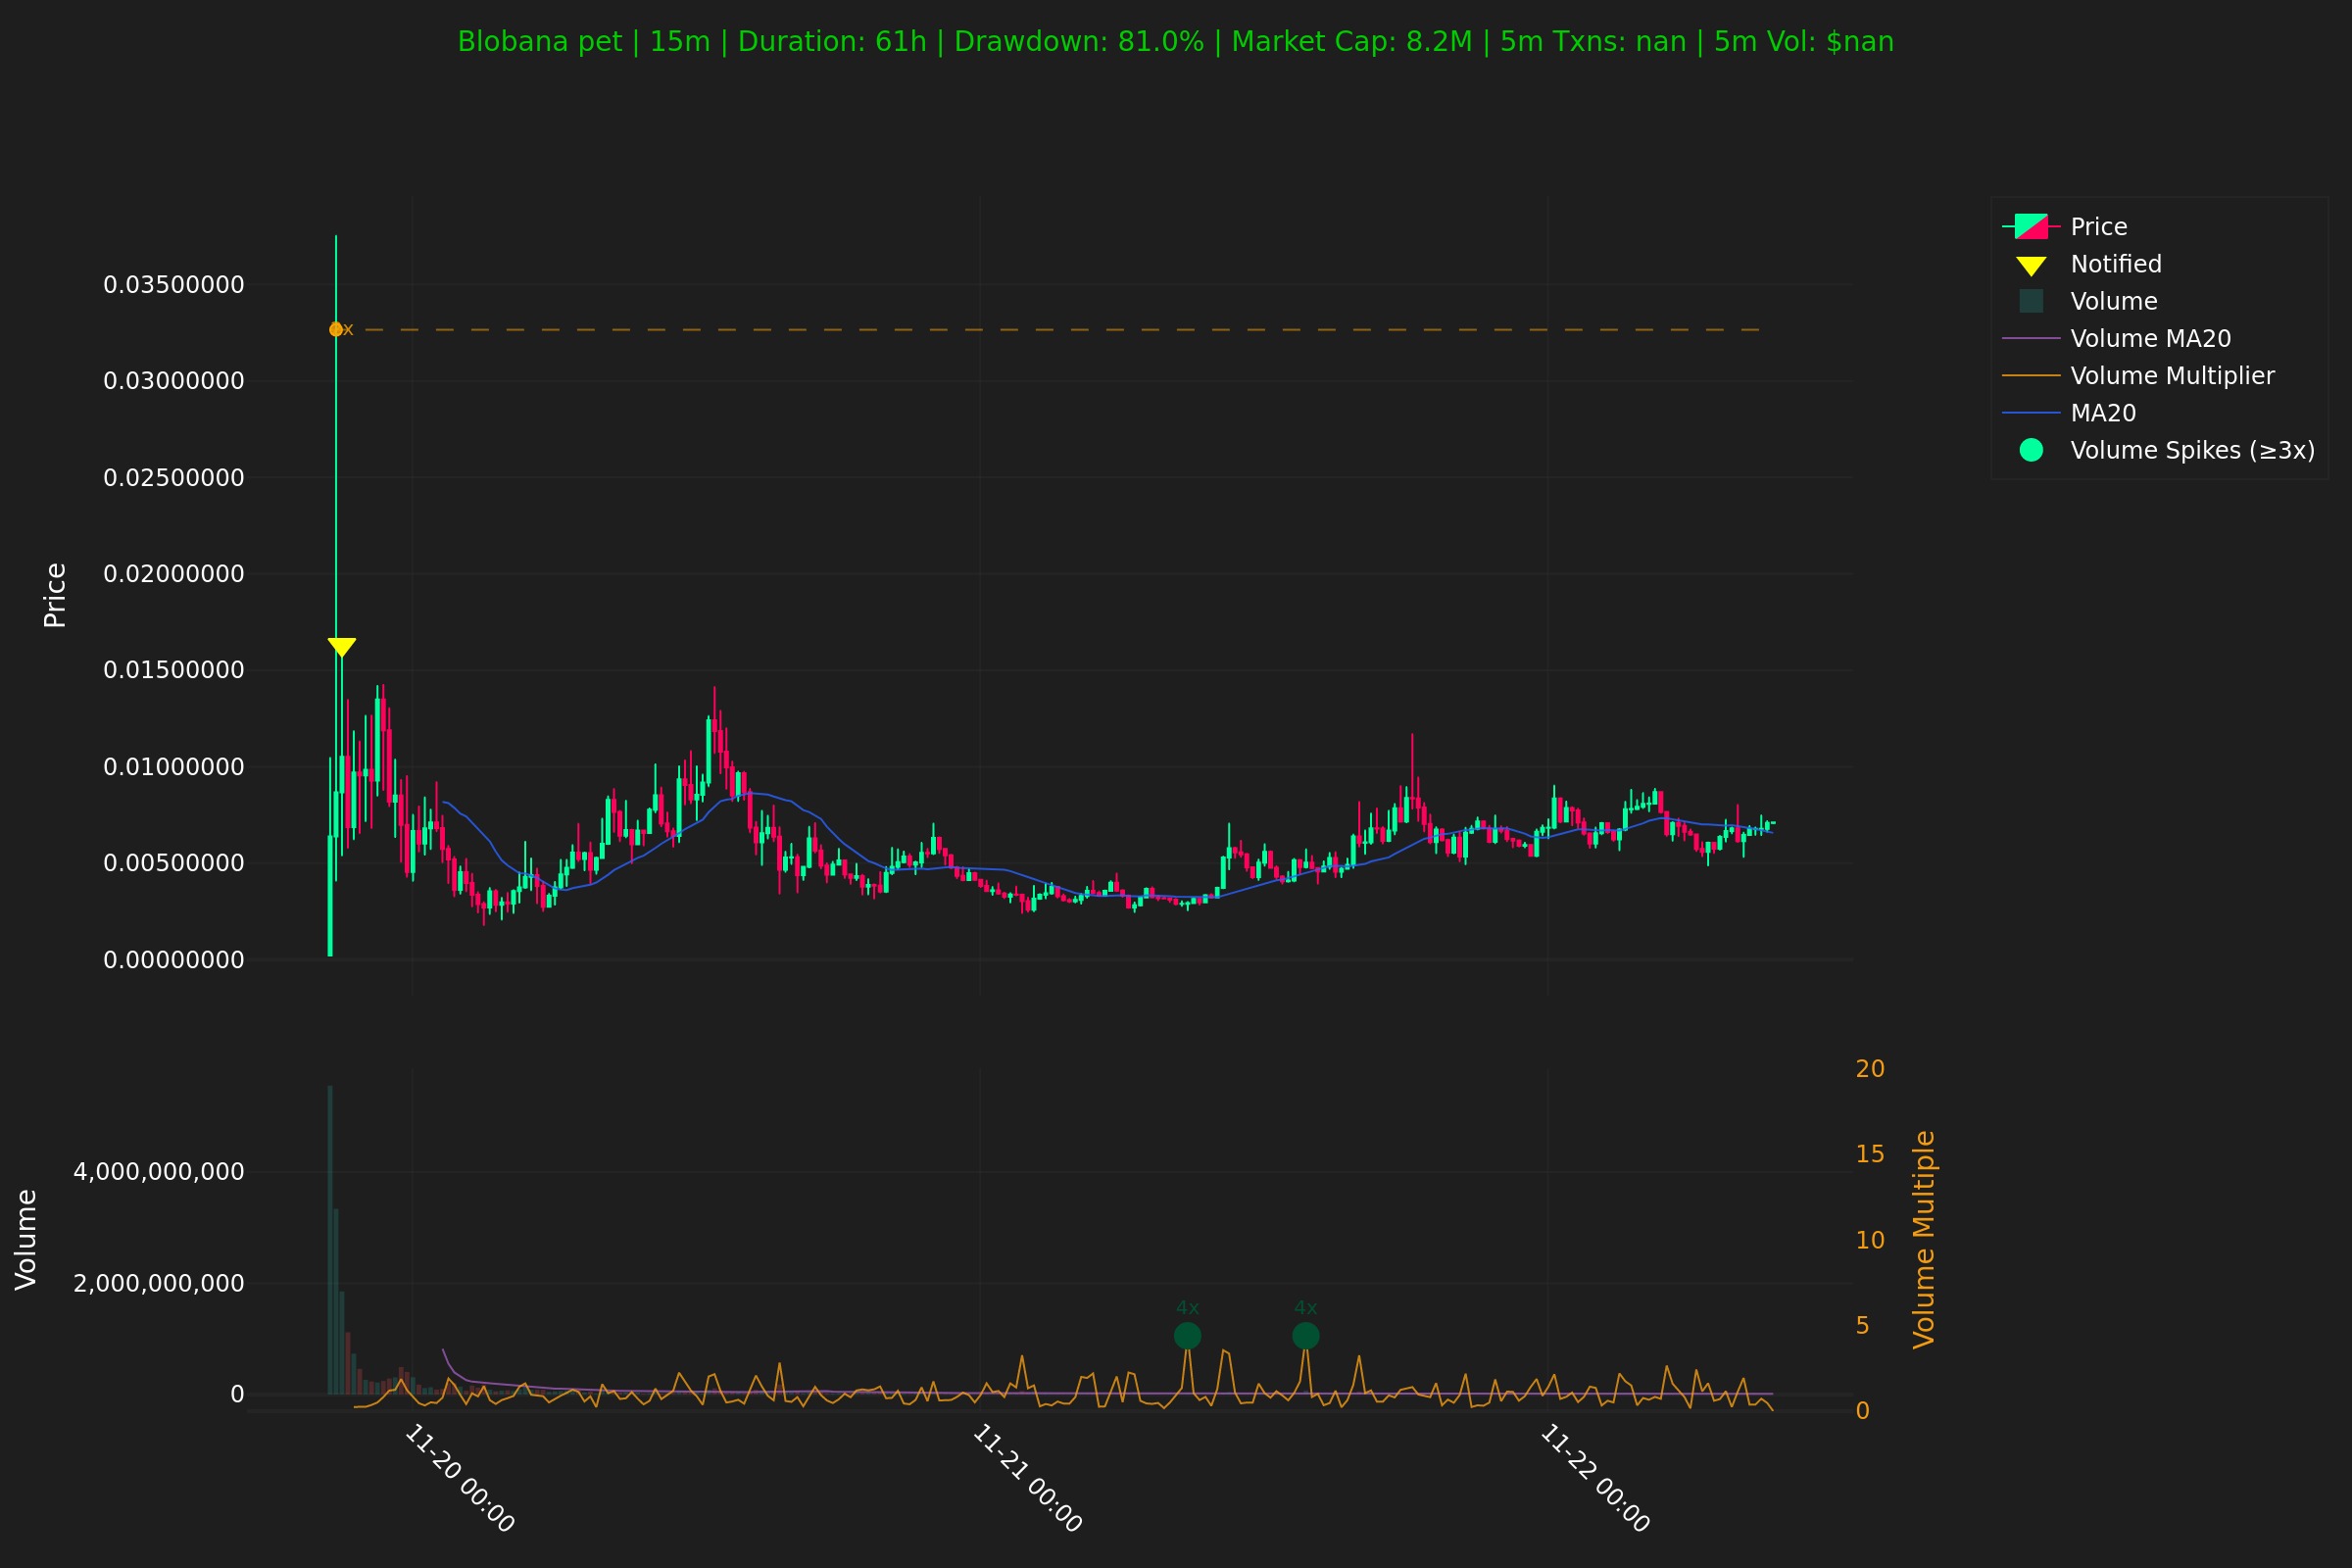 Blobana pet | 15m | Duration: 61h | Drawdown: 81.0% | Market Cap: 8.2M | 5m Txns: nan | 5m Vol: $nan
Price
0.03500000
0.03000000
0.02500000
0.02000000
0.01500000
0.01000000
0.00500000
0.00000000
Price
Notified
Volume
Volume MA20
Volume Multiplier
MA20
Volume Spikes (≥3x)
Volume
4,000,000,000
2,000,000,000
0
4x
4x
20
15
10
5
0
Volume Multiple
11-20 00:00
11-21 00:00
11-22 00:00